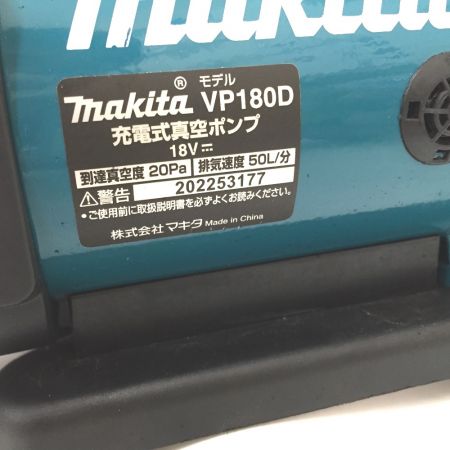 makita
モデル
makita® VP180D
充電式真空ポンプ
18V⎓
到達真空度 20Pa 排気速度 50L/分
⚠警告 202253177
•ご使用前に取扱説明書を必ずよくお読みください。
株式会社マキタ Made in China